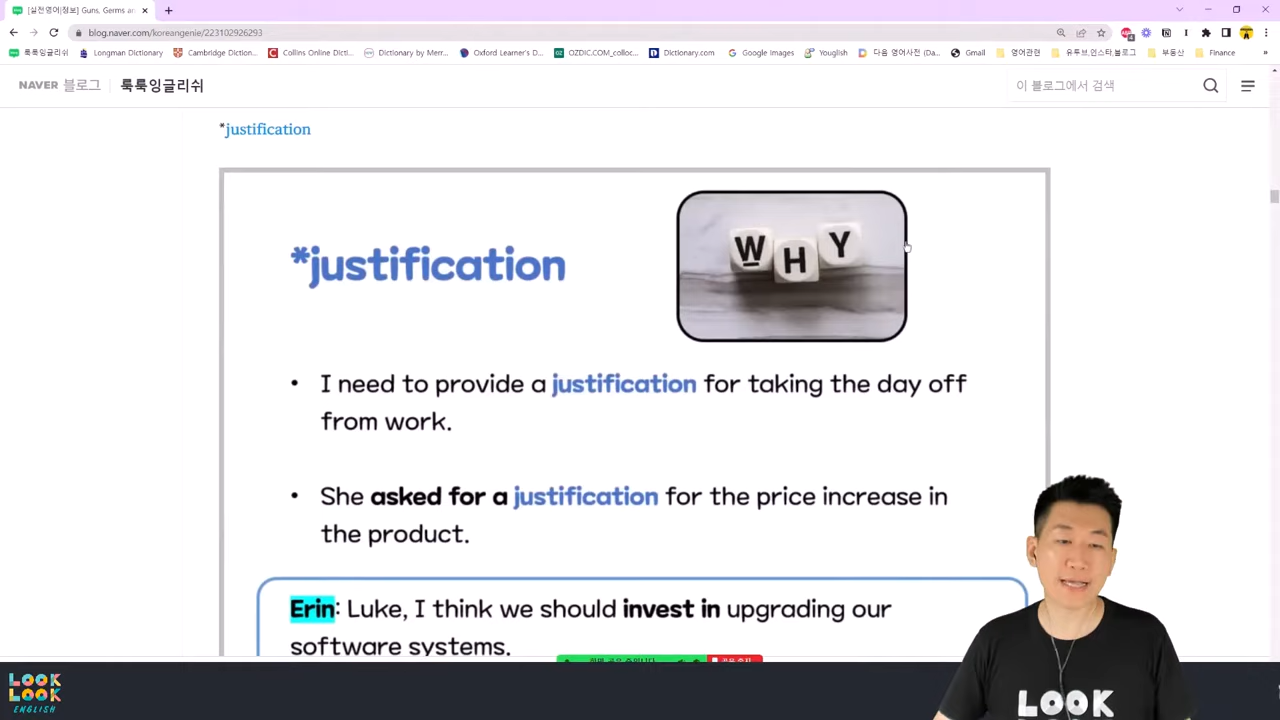 [실전영어|정보] Guns, Germs an
blog.naver.com/koreangenie/223102926293
룩룩잉글리쉬
Longman Dictionary
Cambridge Diction...
Collins Online Dicti...
Dictionary by Merr...
Oxford Learner's D...
OZDIC.COM_colloc...
Dictionary.com
Google Images
Youglish
다음 영어사전 (Da...
Gmail
영어관련
유투브,인스타,블로그
부동산
Finance
NAVER 블로그
룩룩잉글리쉬
이 블로그에서 검색
*justification
WHY
*justification
• I need to provide a justification for taking the day off
from work.
• She asked for a justification for the price increase in
the product.
Erin: Luke, I think we should invest in upgrading our
software systems.
LOOK
LOOK
ENGLISH
LOOK